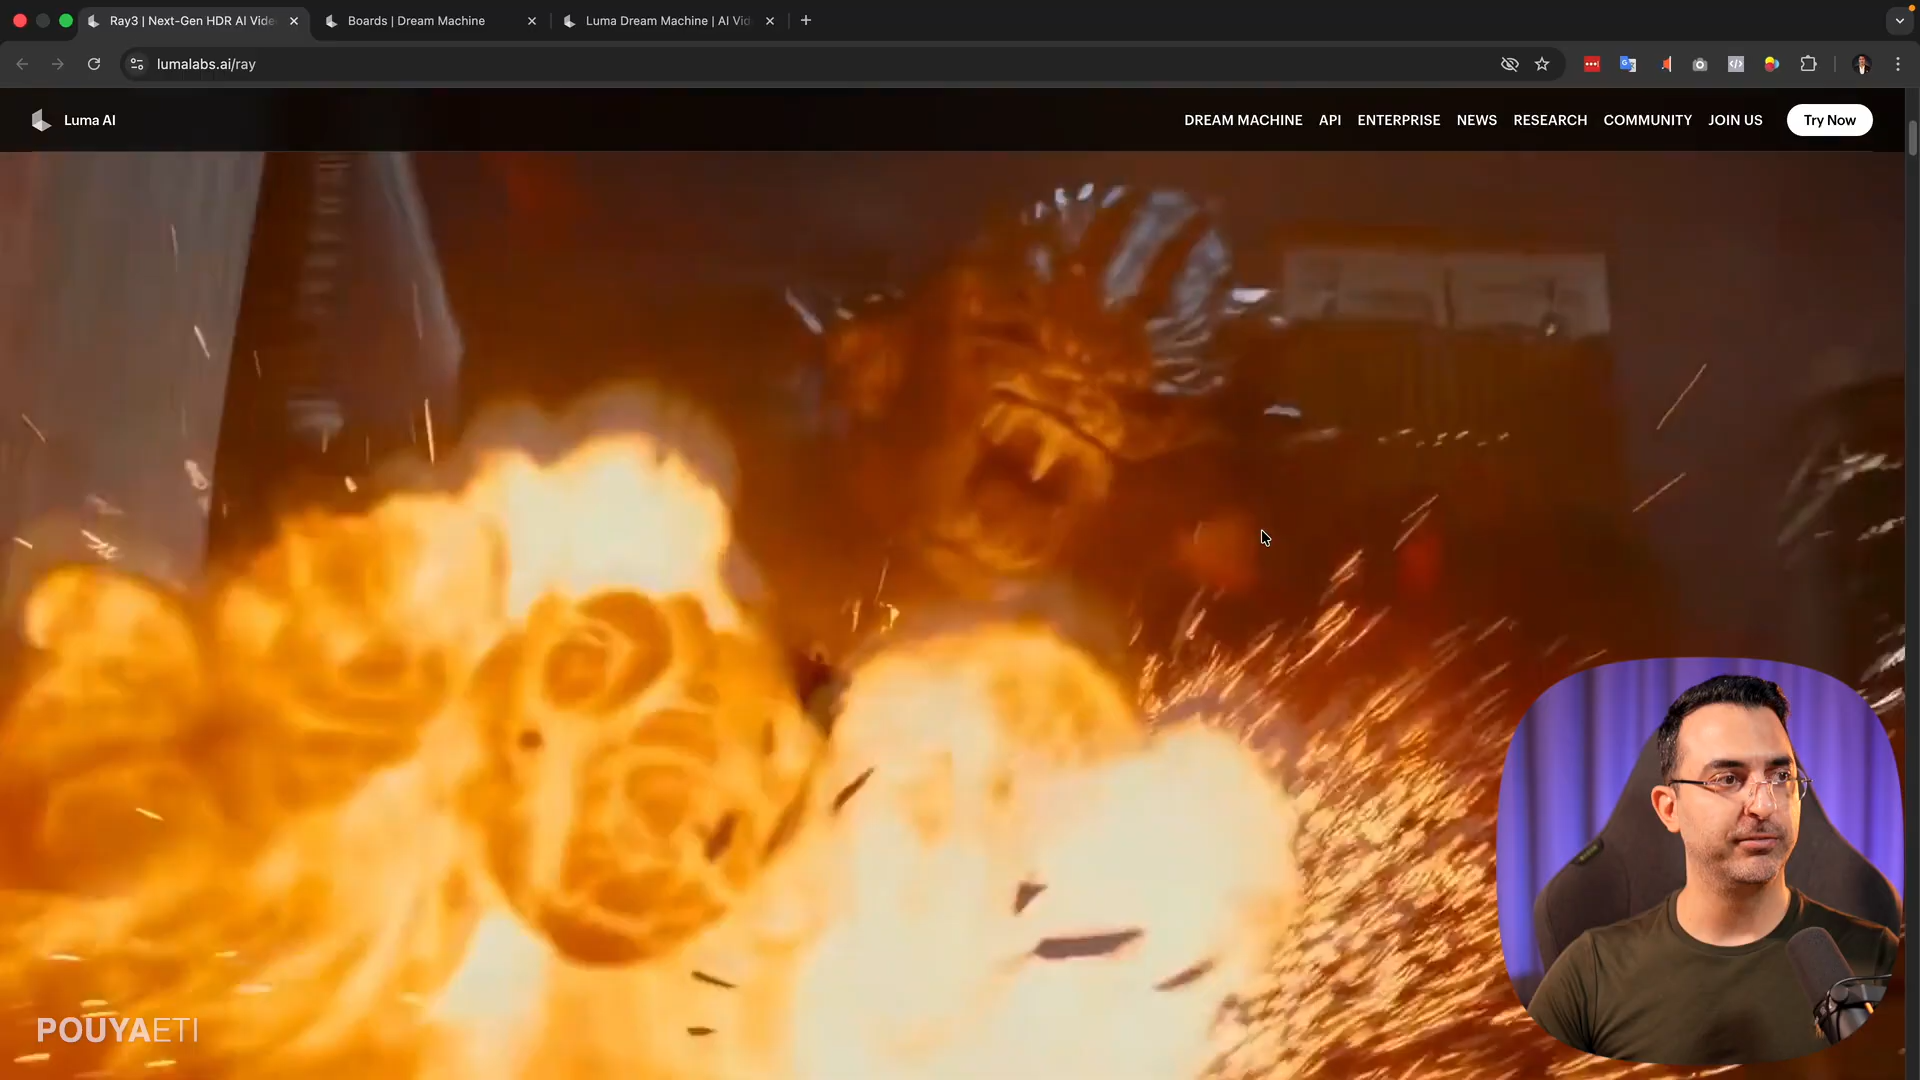 Ray3 | Next-Gen HDR AI Vide
Boards | Dream Machine
Luma Dream Machine | AI Vid
lumalabs.ai/ray
Luma AI
DREAM MACHINE
API
ENTERPRISE
NEWS
RESEARCH
COMMUNITY
JOIN US
Try Now
POUYAETI